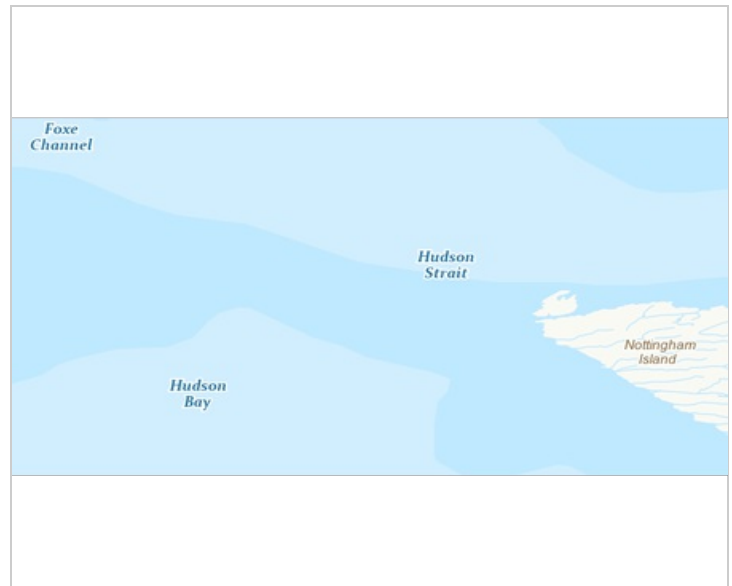 Foxe
Channel
Hudson
Strait
Nottingham
Island
Hudson
Bay